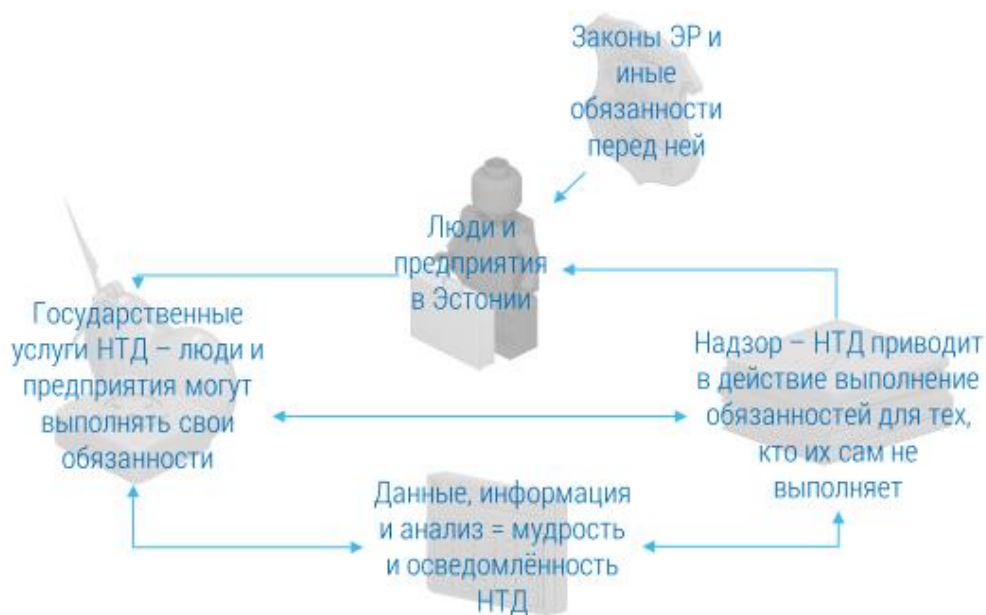 Законы ЭР и
иные
обязанности
перед ней
Люди и
предприятия
в Эстонии
Государственные
услуги НТД – люди и
предприятия могут
выполнять свои
обязанности
Надзор – НТД приводит
в действие выполнение
обязанностей для тех,
кто их сам не
выполняет
Данные, информация
и анализ = мудрость
и осведомлённость
НТД